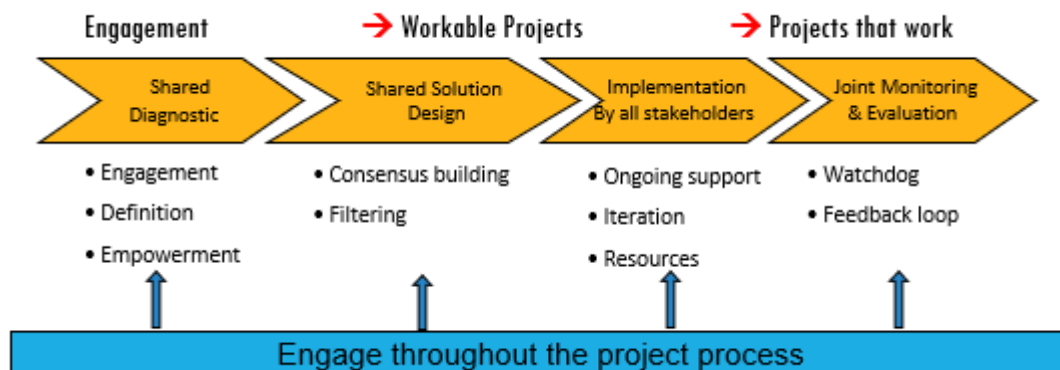 Engagement
→ Workable Projects
→ Projects that work
Shared
Diagnostic
Shared Solution
Design
Implementation
By all stakeholders
Joint Monitoring
& Evaluation
• Engagement
• Definition
• Empowerment
• Consensus building
• Filtering
• Ongoing support
• Iteration
• Resources
• Watchdog
• Feedback loop
Engage throughout the project process